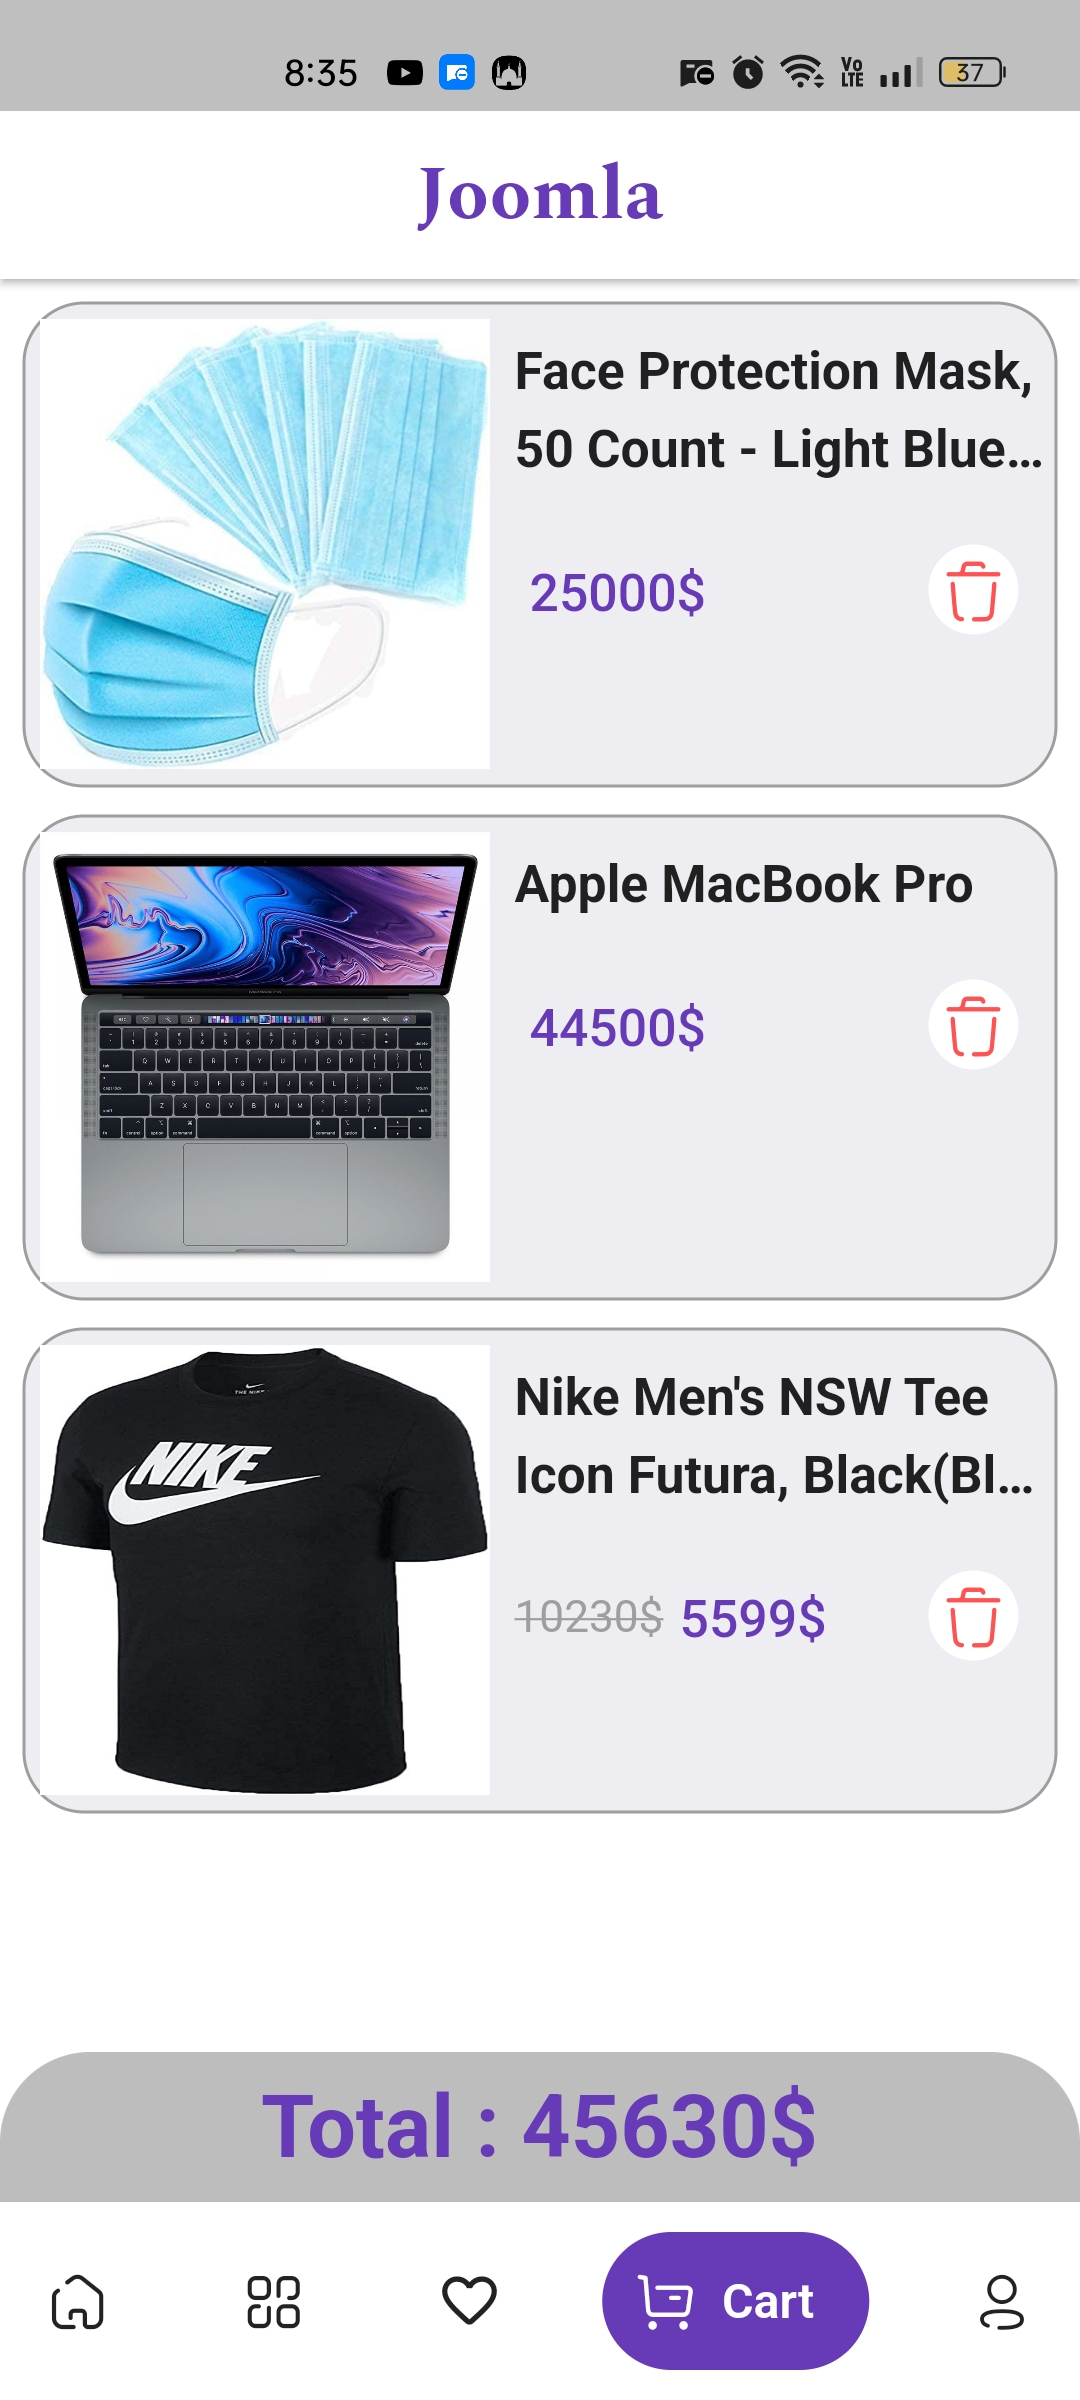 8:35
Vo
LTE
37
Joomla
Face Protection Mask,
50 Count - Light Blue...
25000$
Apple MacBook Pro
44500$
NIKE
Nike Men's NSW Tee
Icon Futura, Black(Bl...
10230$ 5599$
Total : 45630$
Cart